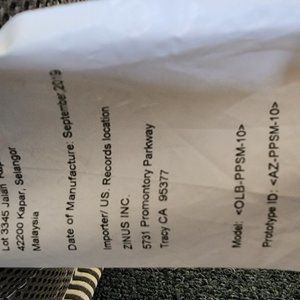 Lot 3345 Jalan
42200 Kapar, Selangor
Malaysia
Date of Manufacture: September 2019
Importer/ US. Records location
ZINUS INC.
5731 Promontory Parkway
Tracy CA 95377
Model: <OLB-PPSM-10>
Prototype ID: <AZ-PPSM-10>